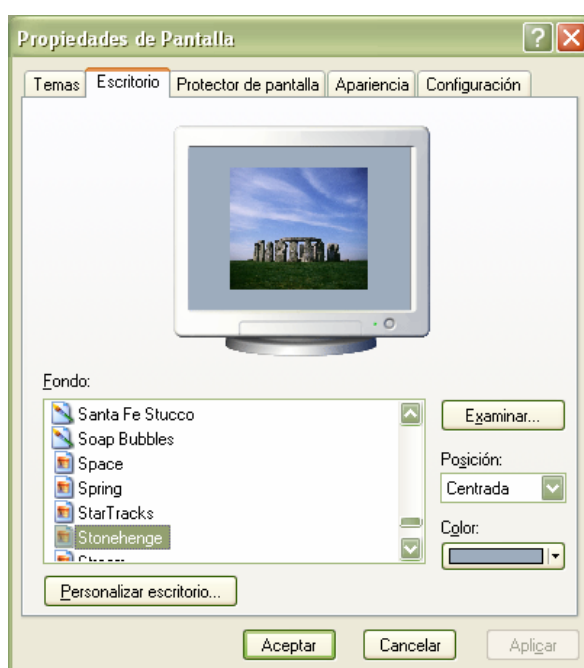 Propiedades de Pantalla
Temas Escritorio Protector de pantalla Apariencia Configuración
Fondo:
Santa Fe Stucco
Soap Bubbles
Space
Spring
StarTracks
Stonehenge
Examinar...
Posición:
Centrada
Color:
Personalizar escritorio...
Aceptar Cancelar Aplicar